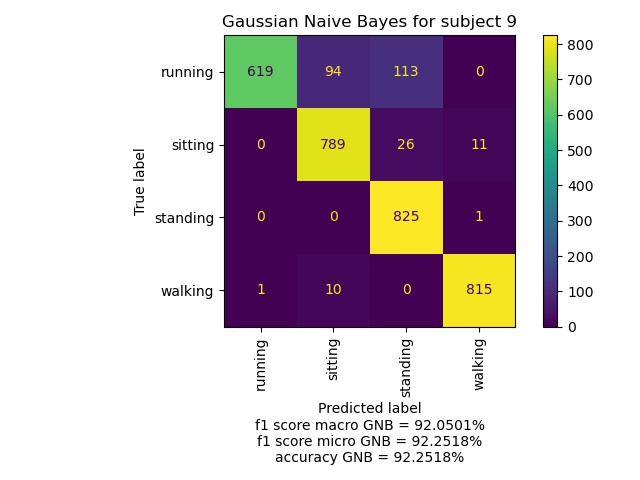 Gaussian Naive Bayes for subject 9
running 619 94 113 0
sitting 0 789 26 11
standing 0 0 825 1
walking 1 10 0 815
True label
running sitting standing walking
Predicted label
f1 score macro GNB = 92.0501%
f1 score micro GNB = 92.2518%
accuracy GNB = 92.2518%
800
700
600
500
400
300
200
100
0